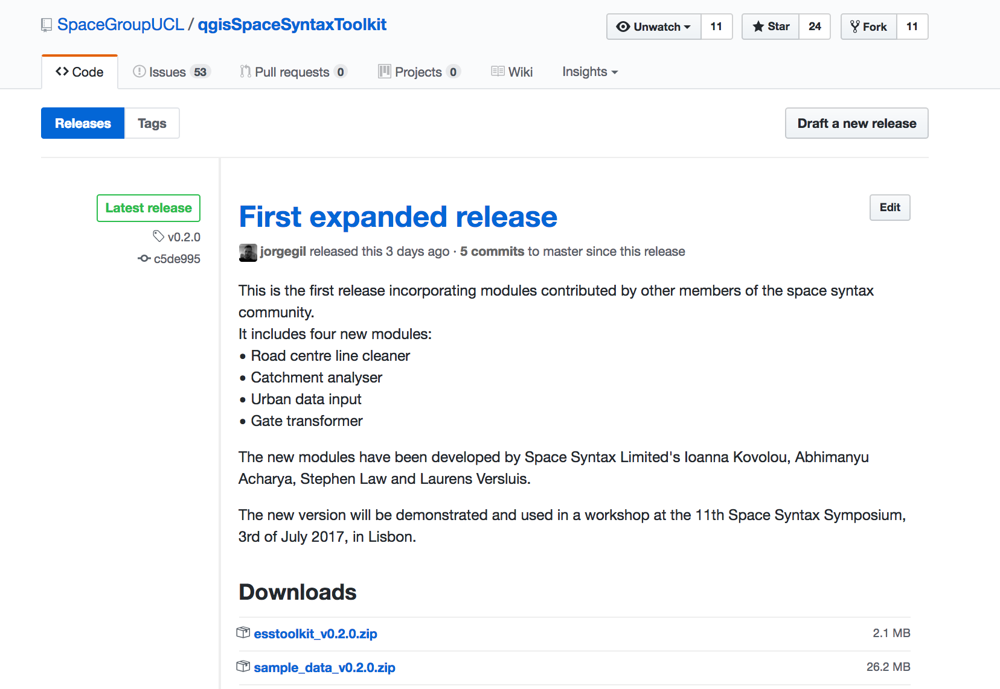 SpaceGroupUCL / qgisSpaceSyntaxToolkit
Unwatch 11
Star 24
Fork 11
Code
Issues 53
Pull requests 0
Projects 0
Wiki
Insights
Releases
Tags
Draft a new release
Latest release
v0.2.0
c5de995
First expanded release
Edit
jorgegil released this 3 days ago · 5 commits to master since this release
This is the first release incorporating modules contributed by other members of the space syntax
community.
It includes four new modules:
• Road centre line cleaner
• Catchment analyser
• Urban data input
• Gate transformer
The new modules have been developed by Space Syntax Limited's Ioanna Kovolou, Abhimanyu
Acharya, Stephen Law and Laurens Versluis.
The new version will be demonstrated and used in a workshop at the 11th Space Syntax Symposium,
3rd of July 2017, in Lisbon.
Downloads
esstoolkit_v0.2.0.zip 2.1 MB
sample_data_v0.2.0.zip 26.2 MB